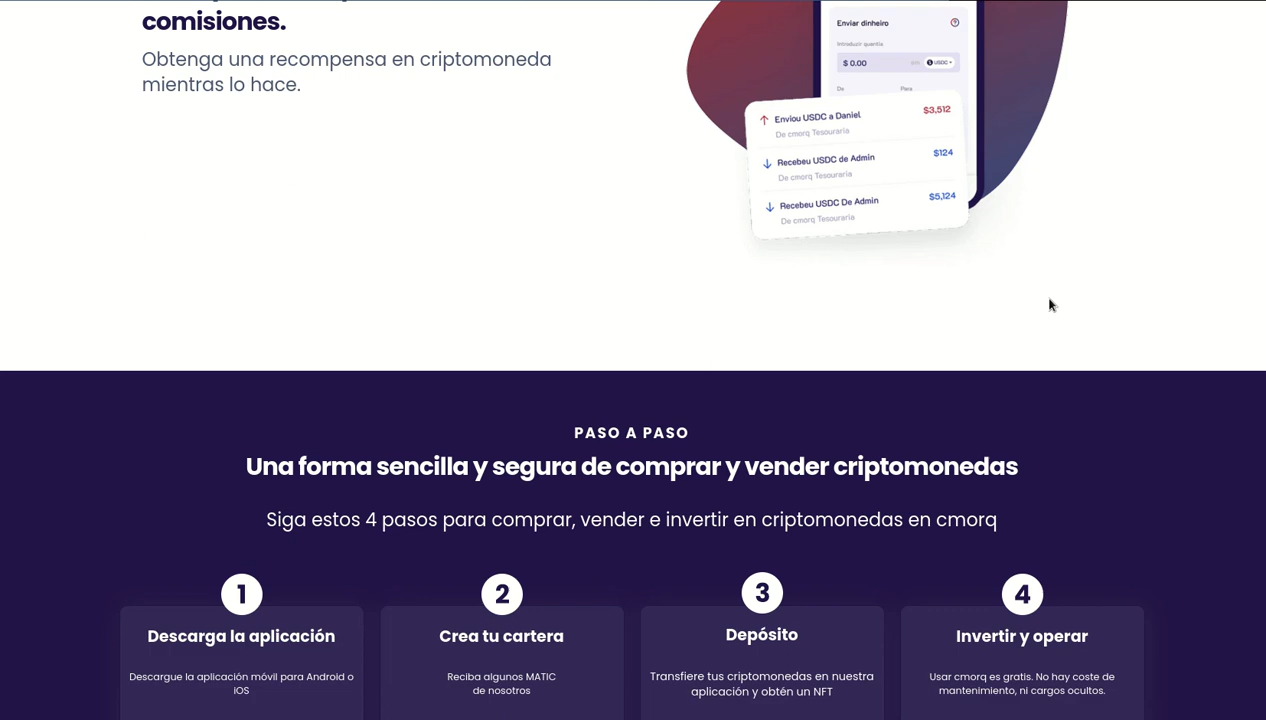 comisiones.
Obtenga una recompensa en criptomoneda
mientras lo hace.
Enviar dinheiro
Introduzir quantia
$ 0.00
USDC
De
Para
Enviou USDC a Daniel
$3,512
De cmorq Tesouraria
Recebeu USDC de Admin
$124
De cmorq Tesouraria
Recebeu USDC De Admin
$5,124
De cmorq Tesouraria
PASO A PASO
Una forma sencilla y segura de comprar y vender criptomonedas
Siga estos 4 pasos para comprar, vender e invertir en criptomonedas en cmorq
1
Descarga la aplicación
Descargue la aplicación móvil para Android o
iOS
2
Crea tu cartera
Reciba algunos MATIC
de nosotros
3
Depósito
Transfiere tus criptomonedas en nuestra
aplicación y obtén un NFT
4
Invertir y operar
Usar cmorq es gratis. No hay coste de
mantenimiento, ni cargos ocultos.